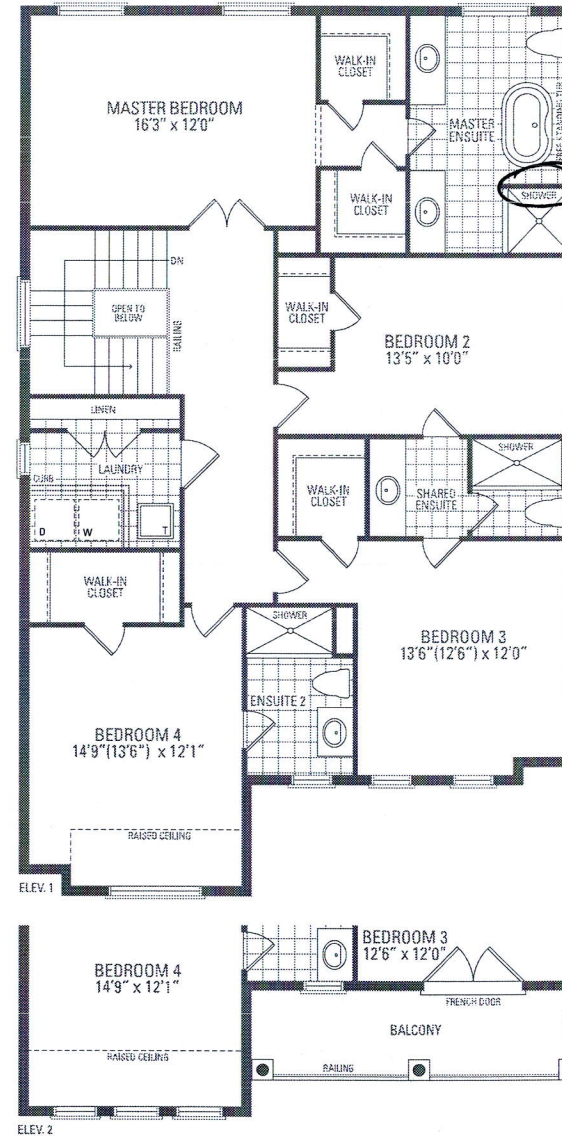 WALK-IN
CLOSET
MASTER BEDROOM
16'3" x 12'0"
MASTER
ENSUITE
FREESTANDING TUB
WALK-IN
CLOSET
SHOWER
DN
OPEN TO
BELOW
RAILING
WALK-IN
CLOSET
BEDROOM 2
13'5" x 10'0"
LINEN
LAUNDRY
CURB
D
W
T
WALK-IN
CLOSET
SHARED
ENSUITE
SHOWER
WALK-IN
CLOSET
SHOWER
BEDROOM 3
13'6"(12'6") x 12'0"
ENSUITE 2
BEDROOM 4
14'9"(13'6") x 12'1"
RAISED CEILING
ELEV. 1
BEDROOM 3
12'6" x 12'0"
BEDROOM 4
14'9" x 12'1"
FRENCH DOOR
BALCONY
RAISED CEILING
RAILING
ELEV. 2